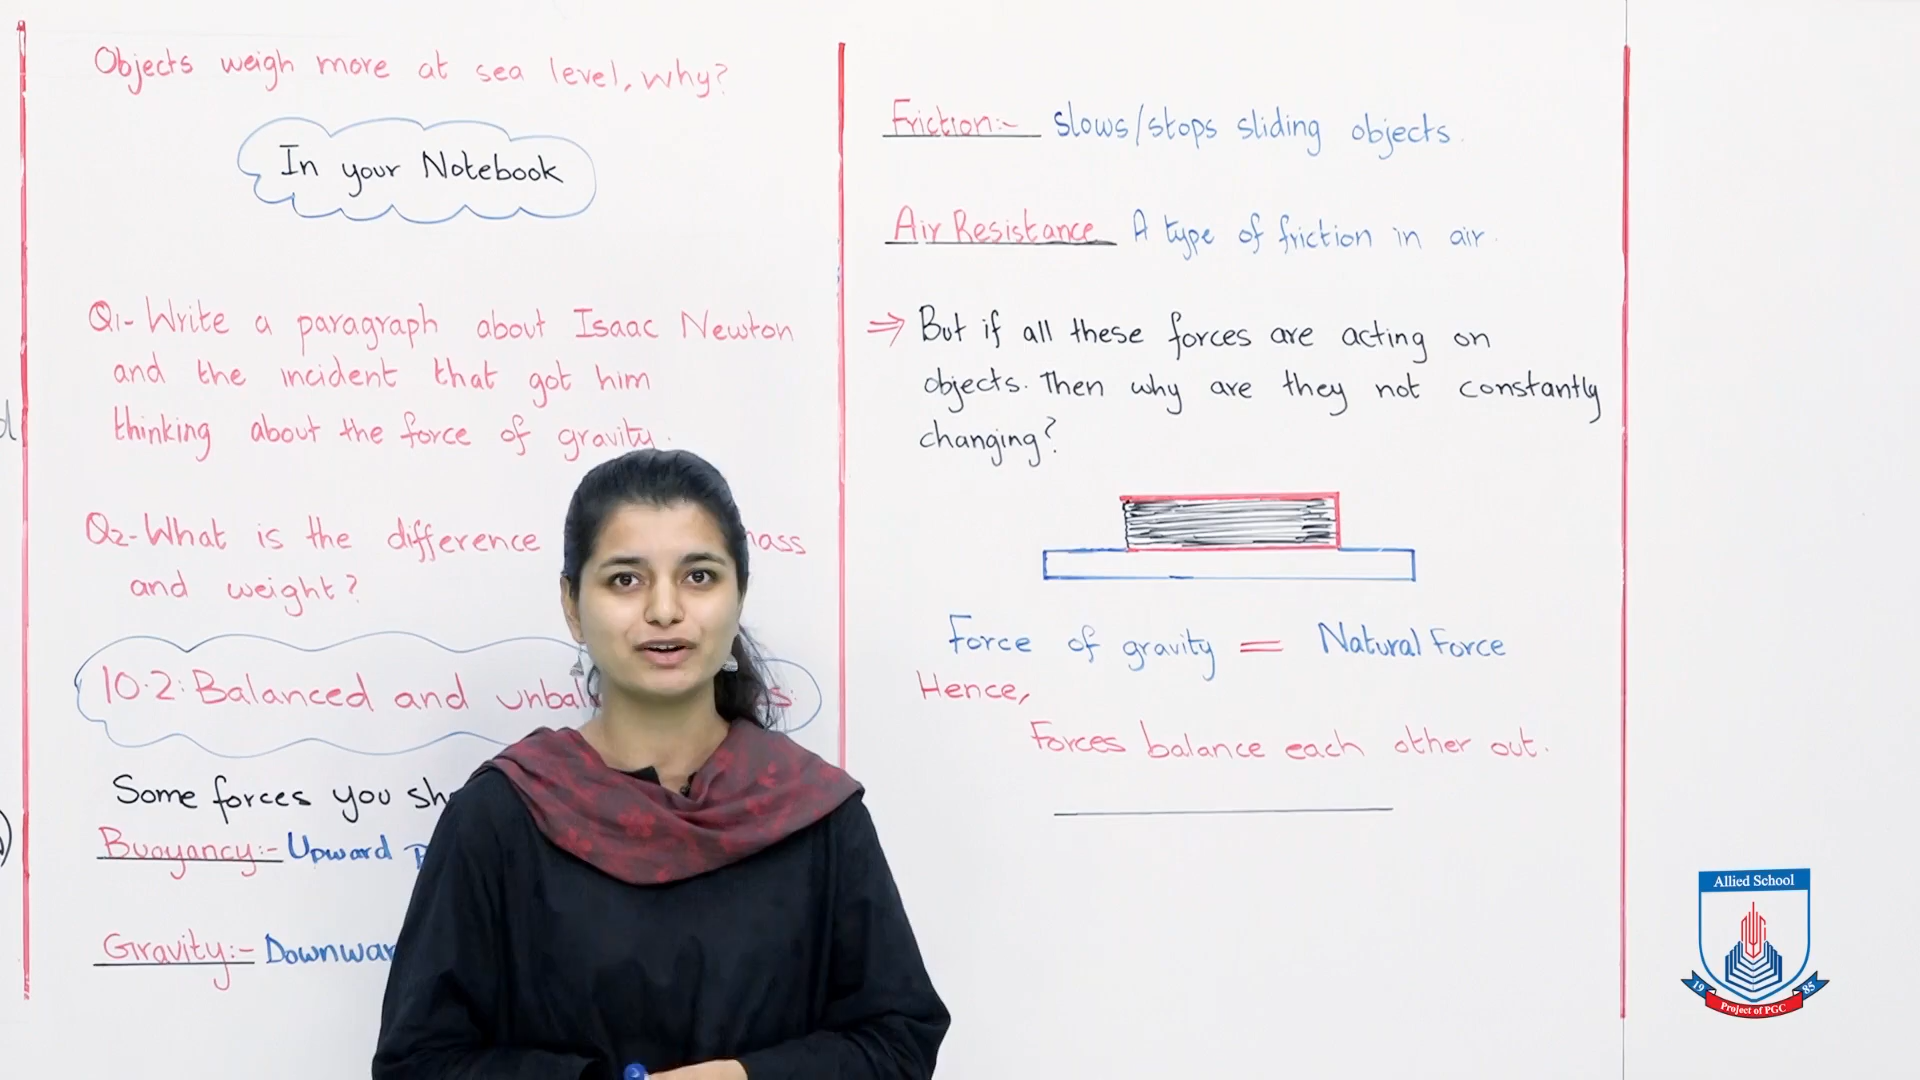 Objects weigh more at sea level, why?
In your Notebook
Q1- Write a paragraph about Isaac Newton
and the incident that got him
thinking about the force of gravity.
Q2- What is the difference
and weight?
10.2: Balanced and
Some forces you
Buoyancy:- Upward
Gravity:-
Friction:- slows/stops sliding objects.
Air Resistance A type of friction in air.
⇒ But if all these forces are acting on
objects. Then why are they not constantly
changing?
Force of gravity = Natural Force
Hence,
Forces balance each other out.
Allied School
19 85
Project of PGC